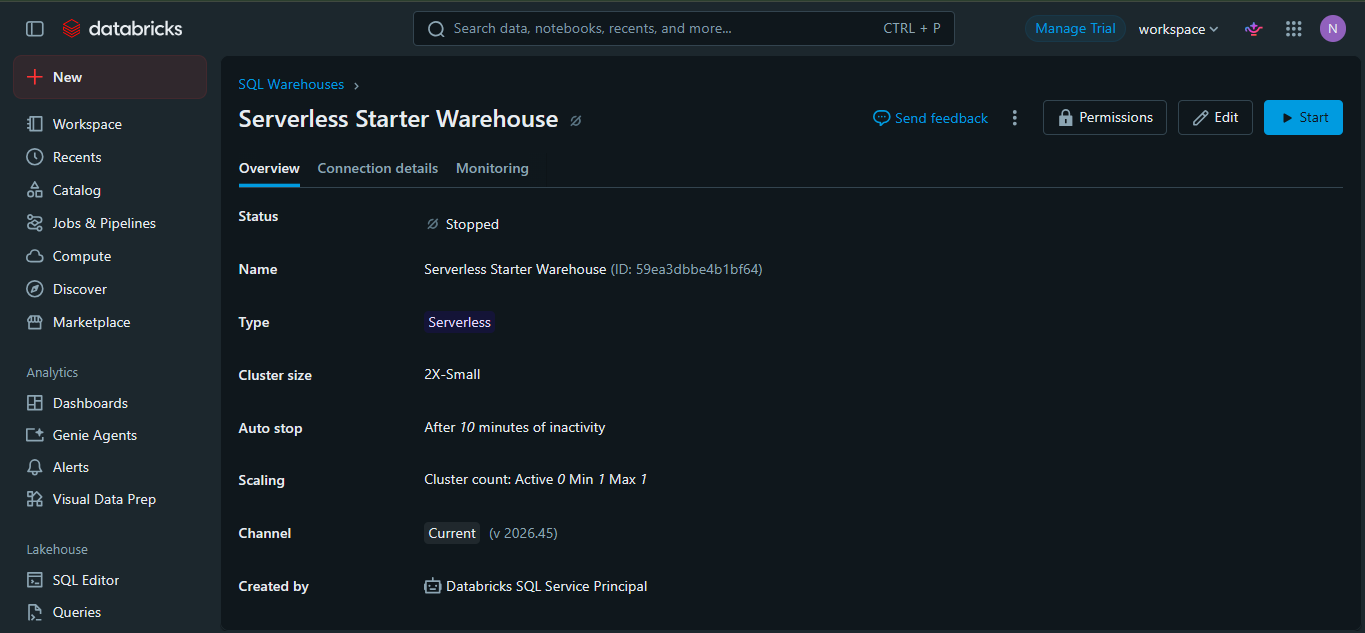 databricks
Search data, notebooks, recents, and more... CTRL + P
Manage Trial
workspace
N
New
Workspace
Recents
Catalog
Jobs & Pipelines
Compute
Discover
Marketplace
Analytics
Dashboards
Genie Agents
Alerts
Visual Data Prep
Lakehouse
SQL Editor
Queries
SQL Warehouses
Serverless Starter Warehouse
Send feedback
Permissions
Edit
Start
Overview Connection details Monitoring
Status Stopped
Name Serverless Starter Warehouse (ID: 59ea3dbbe4b1bf64)
Type Serverless
Cluster size 2X-Small
Auto stop After 10 minutes of inactivity
Scaling Cluster count: Active 0 Min 1 Max 1
Channel Current (v 2026.45)
Created by Databricks SQL Service Principal